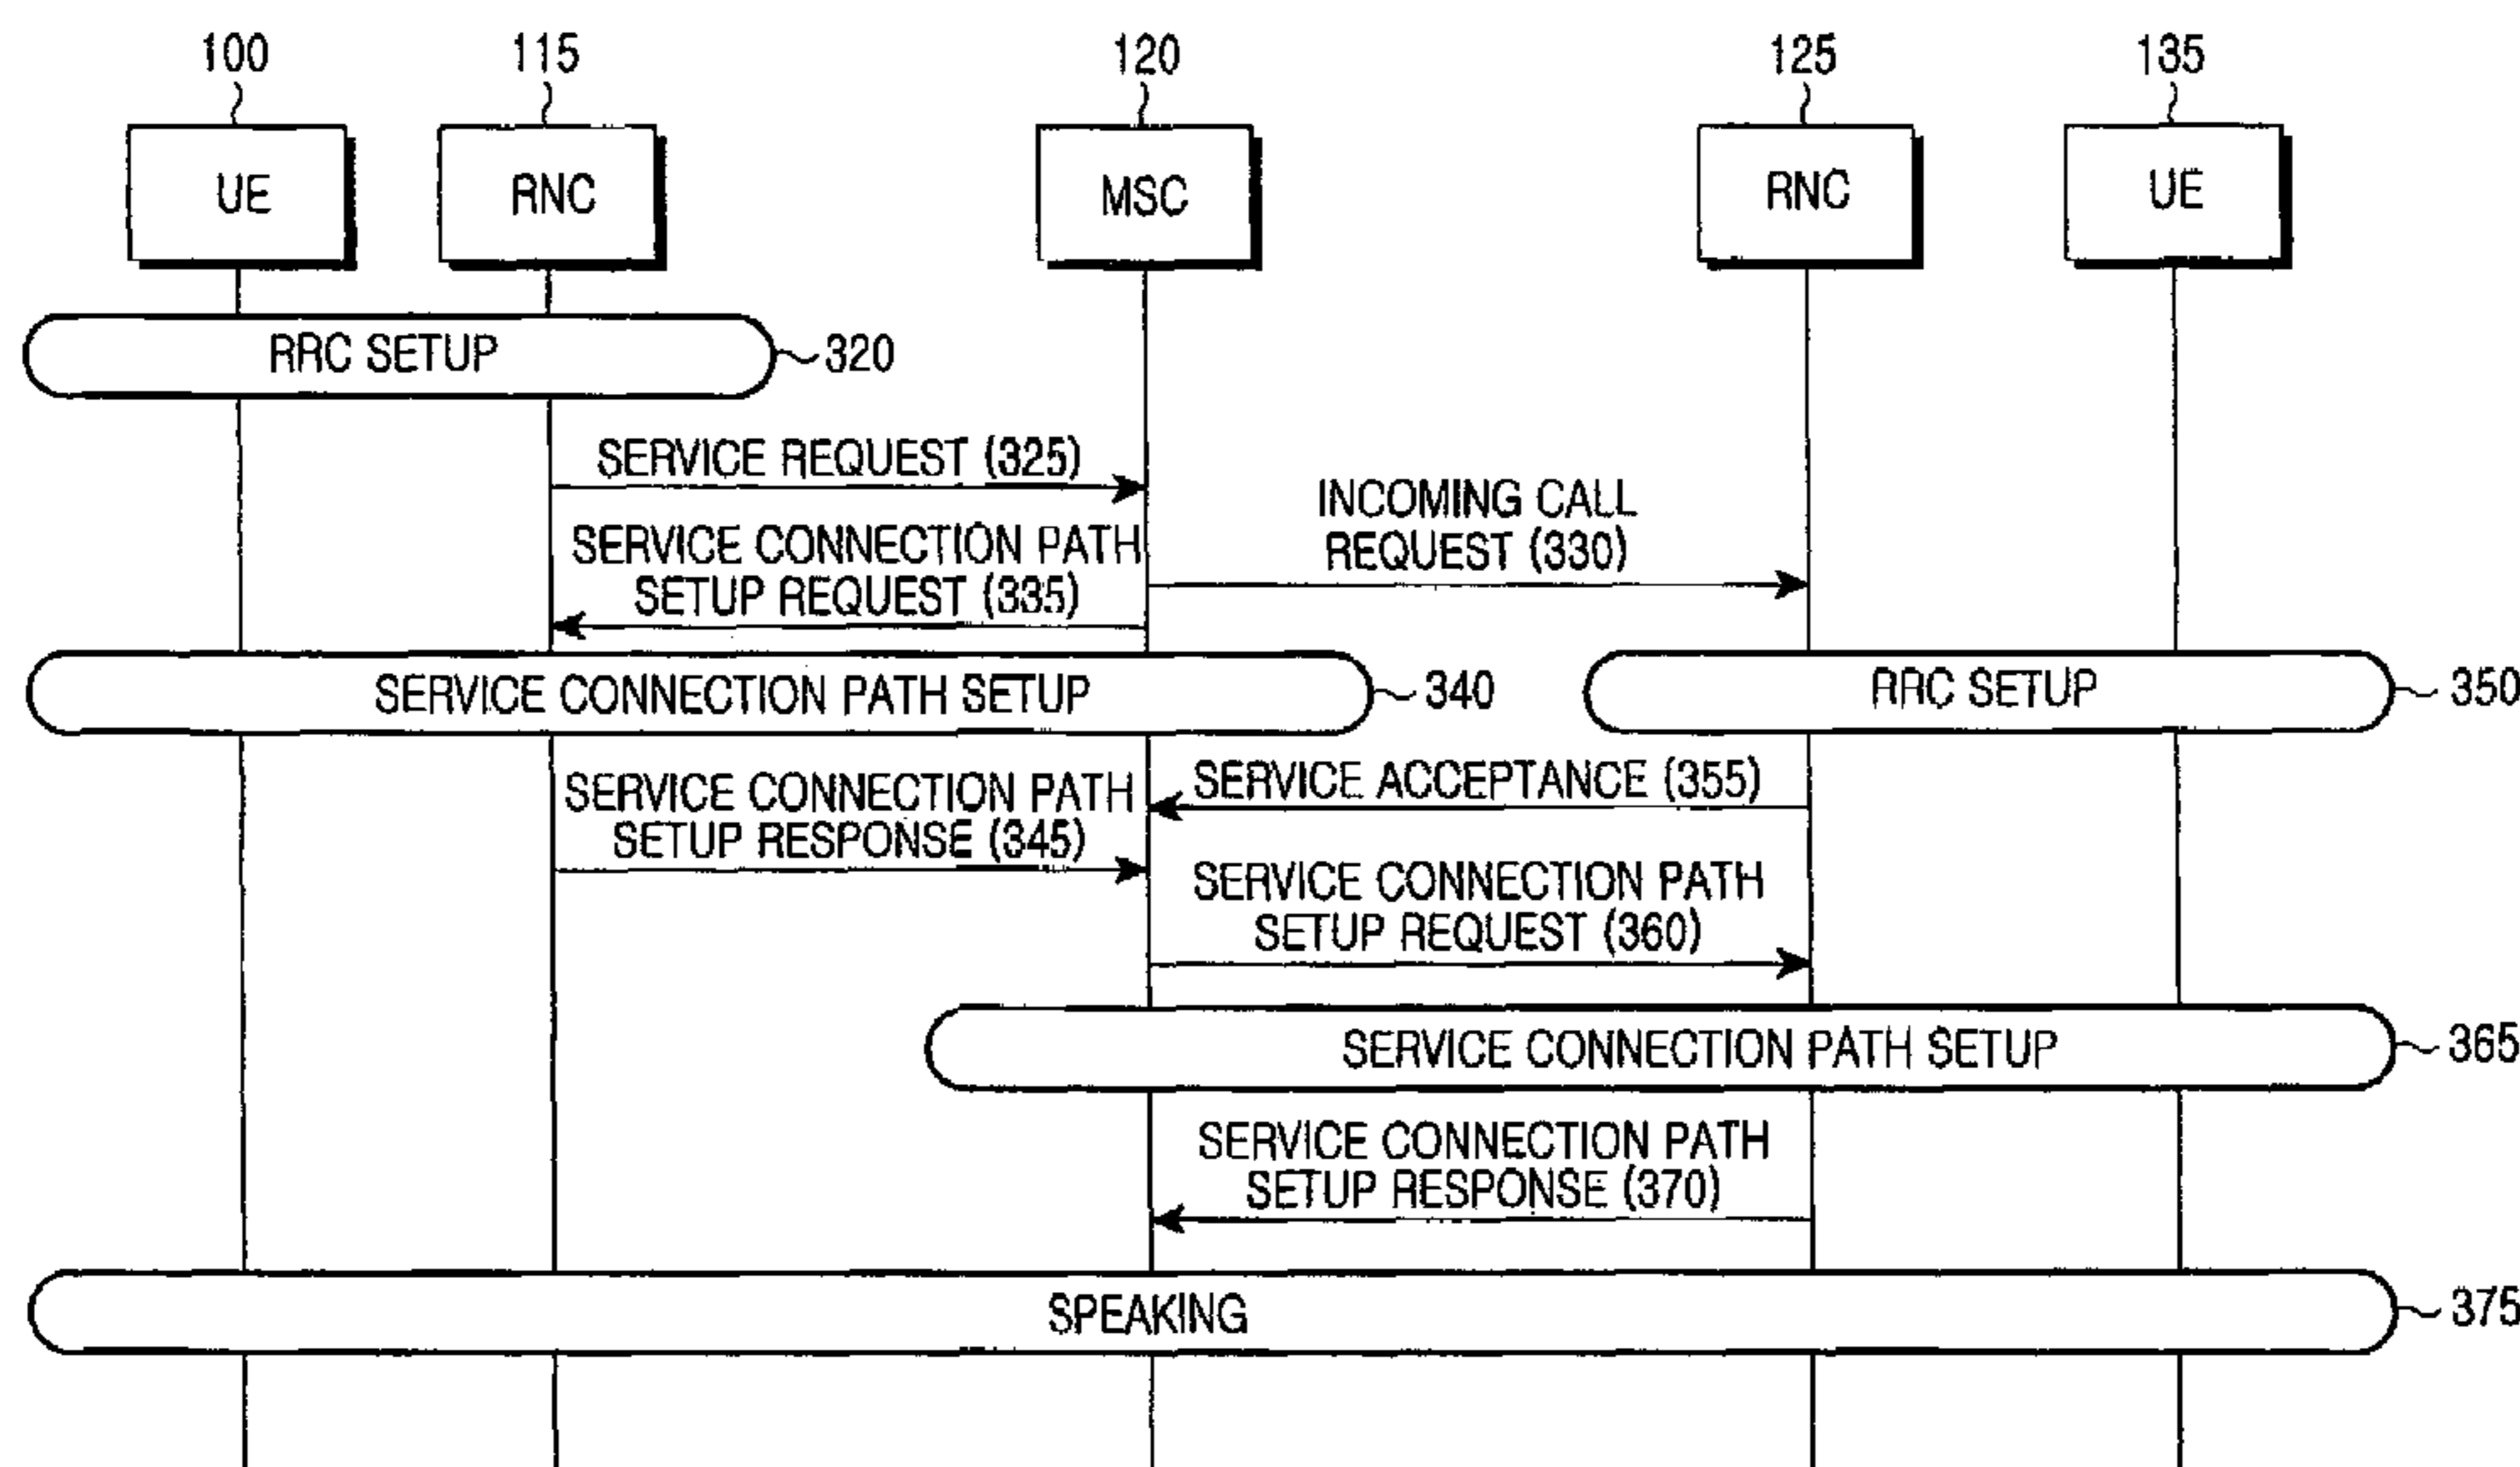 100
115
120
125
135
UE
RNC
MSC
RNC
UE
RRC SETUP
320
SERVICE REQUEST (325)
INCOMING CALL
REQUEST (330)
SERVICE CONNECTION PATH
SETUP REQUEST (335)
SERVICE CONNECTION PATH SETUP
340
RRC SETUP
350
SERVICE ACCEPTANCE (355)
SERVICE CONNECTION PATH
SETUP RESPONSE (345)
SERVICE CONNECTION PATH
SETUP REQUEST (360)
SERVICE CONNECTION PATH SETUP
365
SERVICE CONNECTION PATH
SETUP RESPONSE (370)
SPEAKING
375